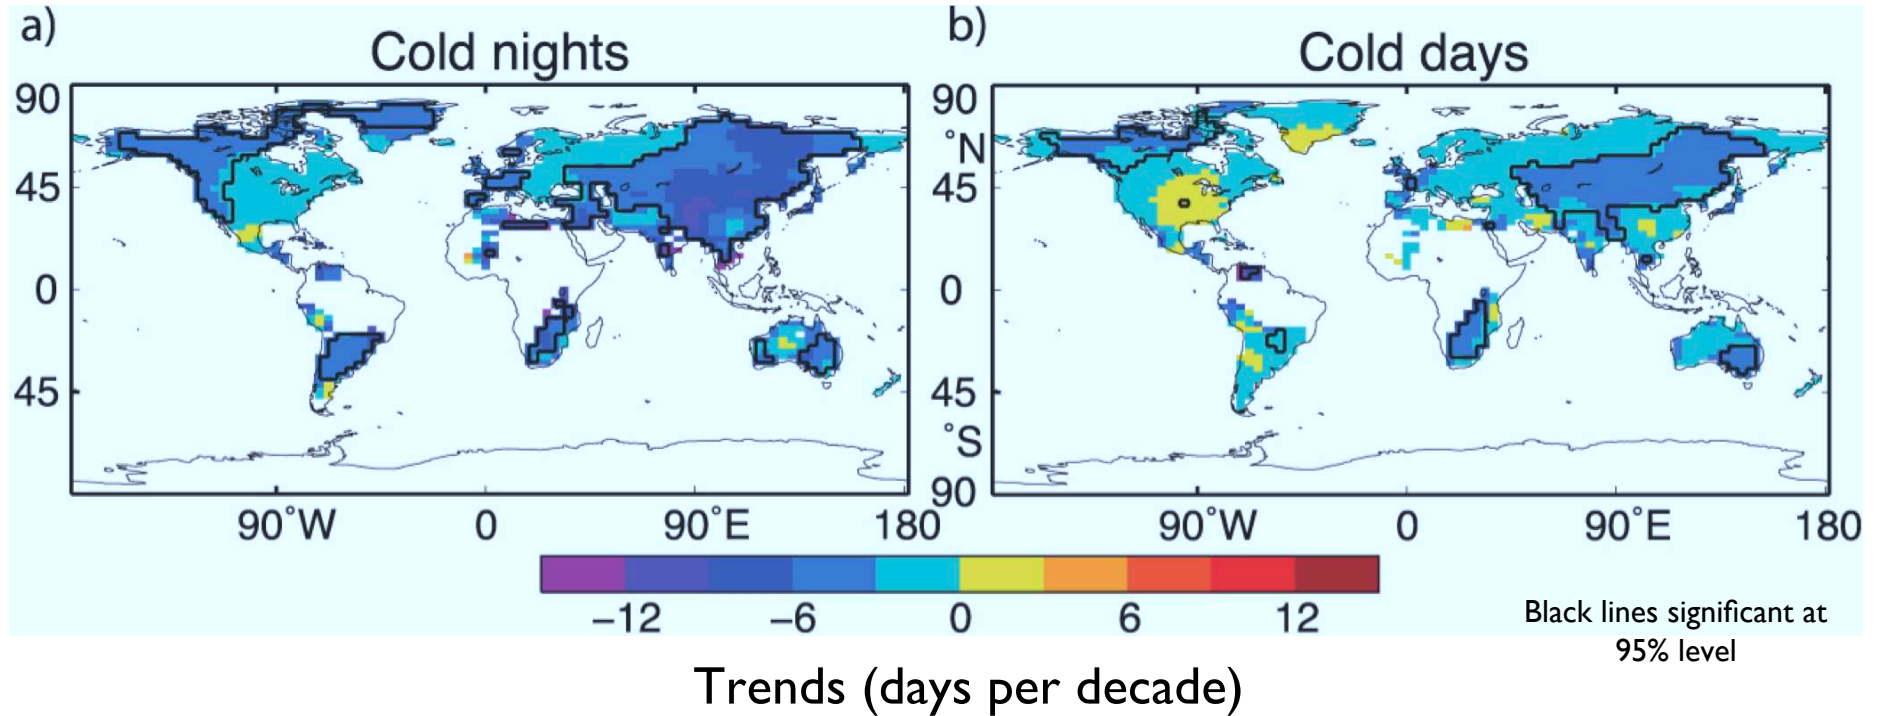 a)
Cold nights
90
45
0
45
90˚W
0
90˚E
180
b)
Cold days
90
˚N
45
0
45
˚S
90
90˚W
0
90˚E
180
−12
−6
0
6
12
Black lines significant at
95% level
Trends (days per decade)